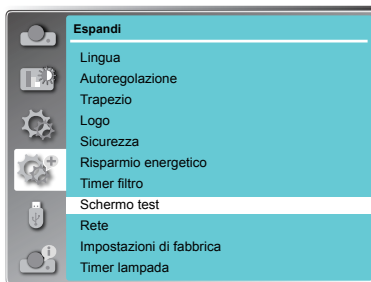 Espandi
Lingua
Autoregolazione
Trapezio
Logo
Sicurezza
Risparmio energetico
Timer filtro
Schermo test
Rete
Impostazioni di fabbrica
Timer lampada